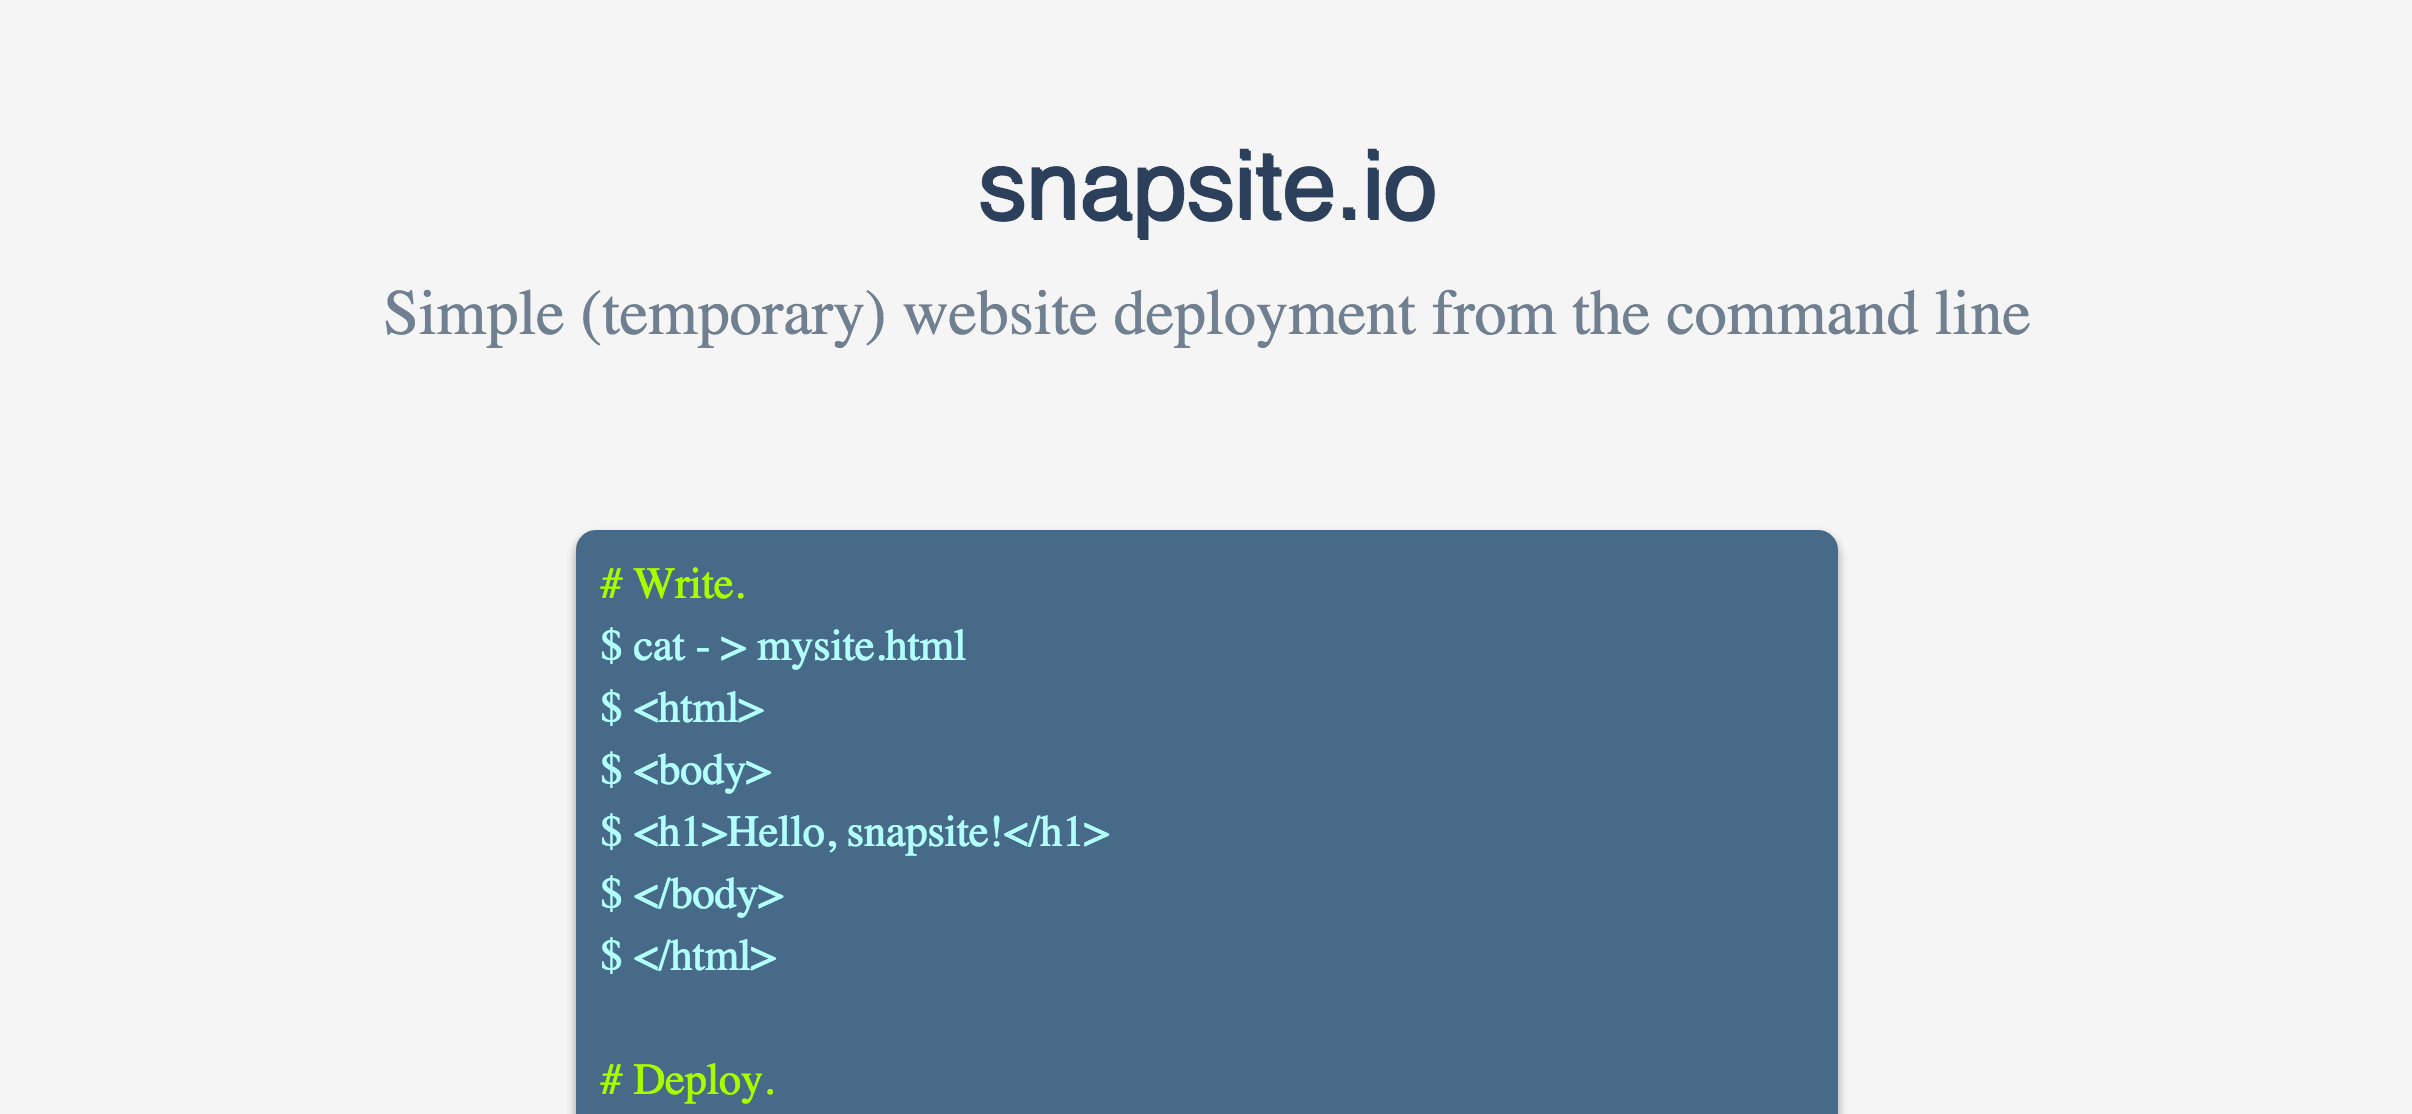 snapsite.io
Simple (temporary) website deployment from the command line
# Write.
$ cat - > mysite.html
$ <html>
$ <body>
$ <h1>Hello, snapsite!</h1>
$ </body>
$ </html>
# Deploy.